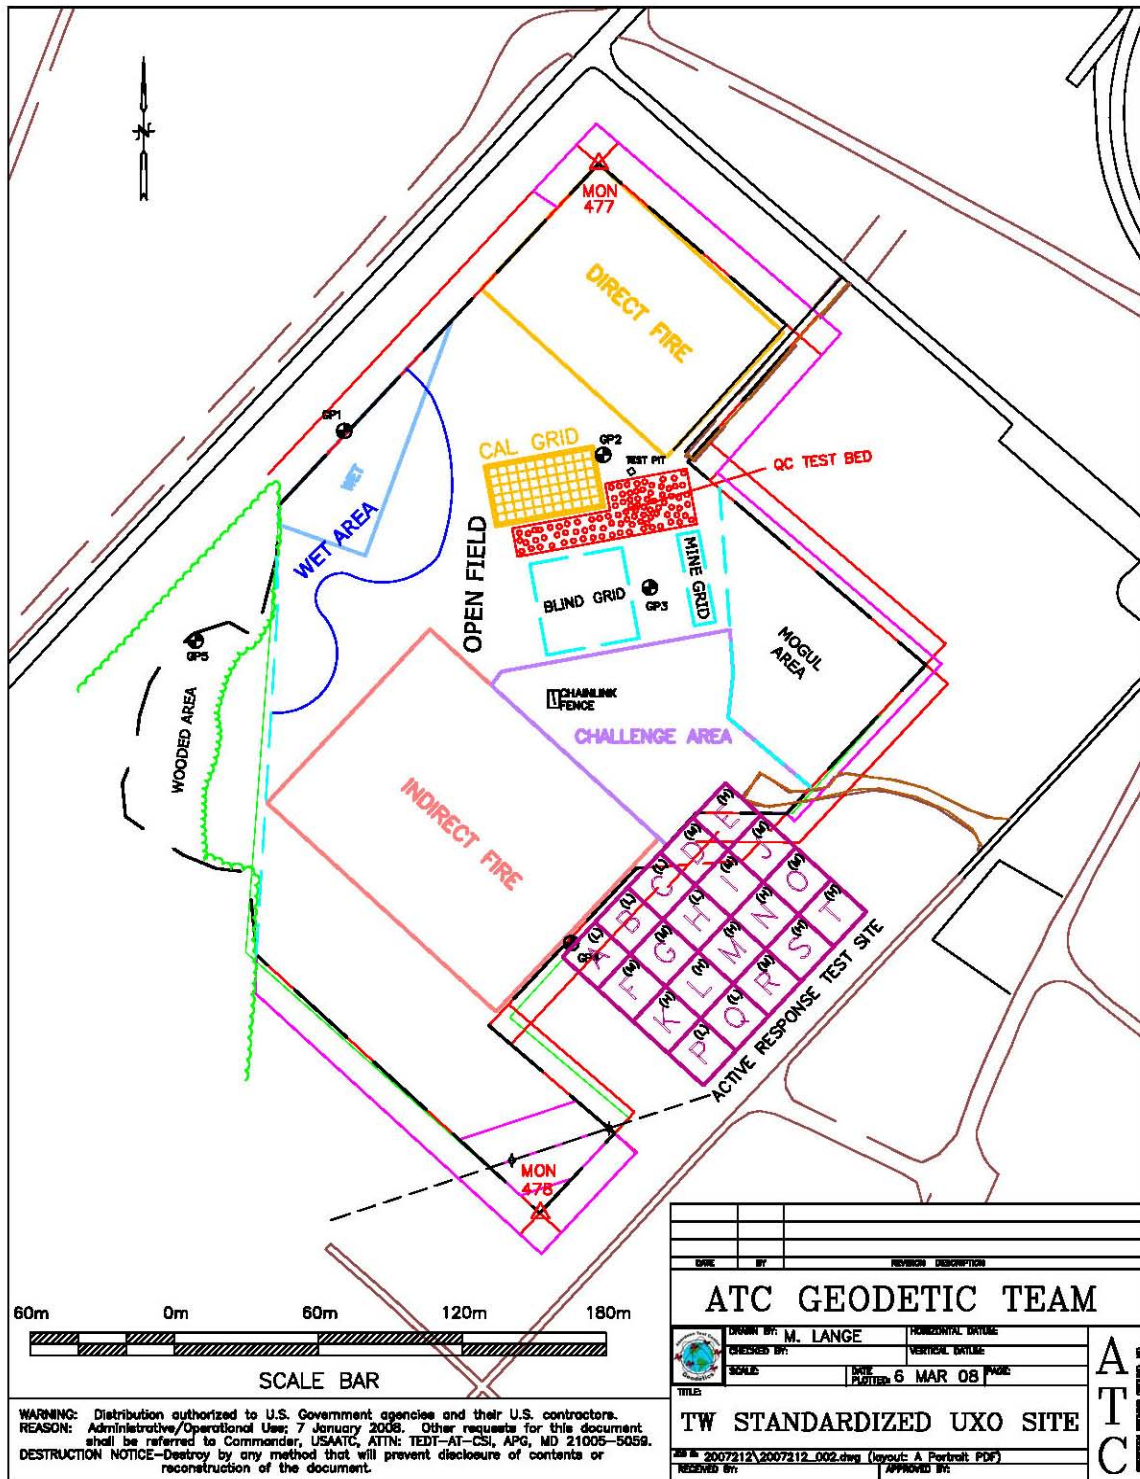 N
MON
477
DIRECT FIRE
GP1
CAL GRID
GP2
TEST PIT
QC TEST BED
WET
WET AREA
OPEN FIELD
BLIND GRID
GP3
MINE GRID
MOGUL
AREA
GP5
WOODED AREA
CHAINLINK
FENCE
CHALLENGE AREA
INDIRECT FIRE
A (L)
B (L)
C (L)
D (M)
E (H)
F (M)
G (M)
H (L)
I (M)
J (M)
K (H)
L (H)
M (H)
N (H)
O (M)
P (L)
Q (L)
R (M)
S (H)
T (H)
ACTIVE RESPONSE TEST SITE
MON
478
60m 0m 60m 120m 180m
SCALE BAR
WARNING: Distribution authorized to U.S. Government agencies and their U.S. contractors.
REASON: Administrative/Operational Use; 7 January 2008. Other requests for this document
shall be referred to Commander, USAATC, ATTN: TEDT-AT-CSI, APG, MD 21005-5059.
DESTRUCTION NOTICE-Destroy by any method that will prevent disclosure of contents or
reconstruction of the document.
DATE BY REVISION DESCRIPTION
ATC GEODETIC TEAM
DRAWN BY: M. LANGE HORIZONTAL DATUM:
CHECKED BY: VERTICAL DATUM:
SCALE: DATE PLOTTED: 6 MAR 08 PAGE:
TITLE:
TW STANDARDIZED UXO SITE
JOB #: 2007212\2007212_002.dwg (layout: A Portrait PDF)
RECEIVED BY: APPROVED BY:
ATC